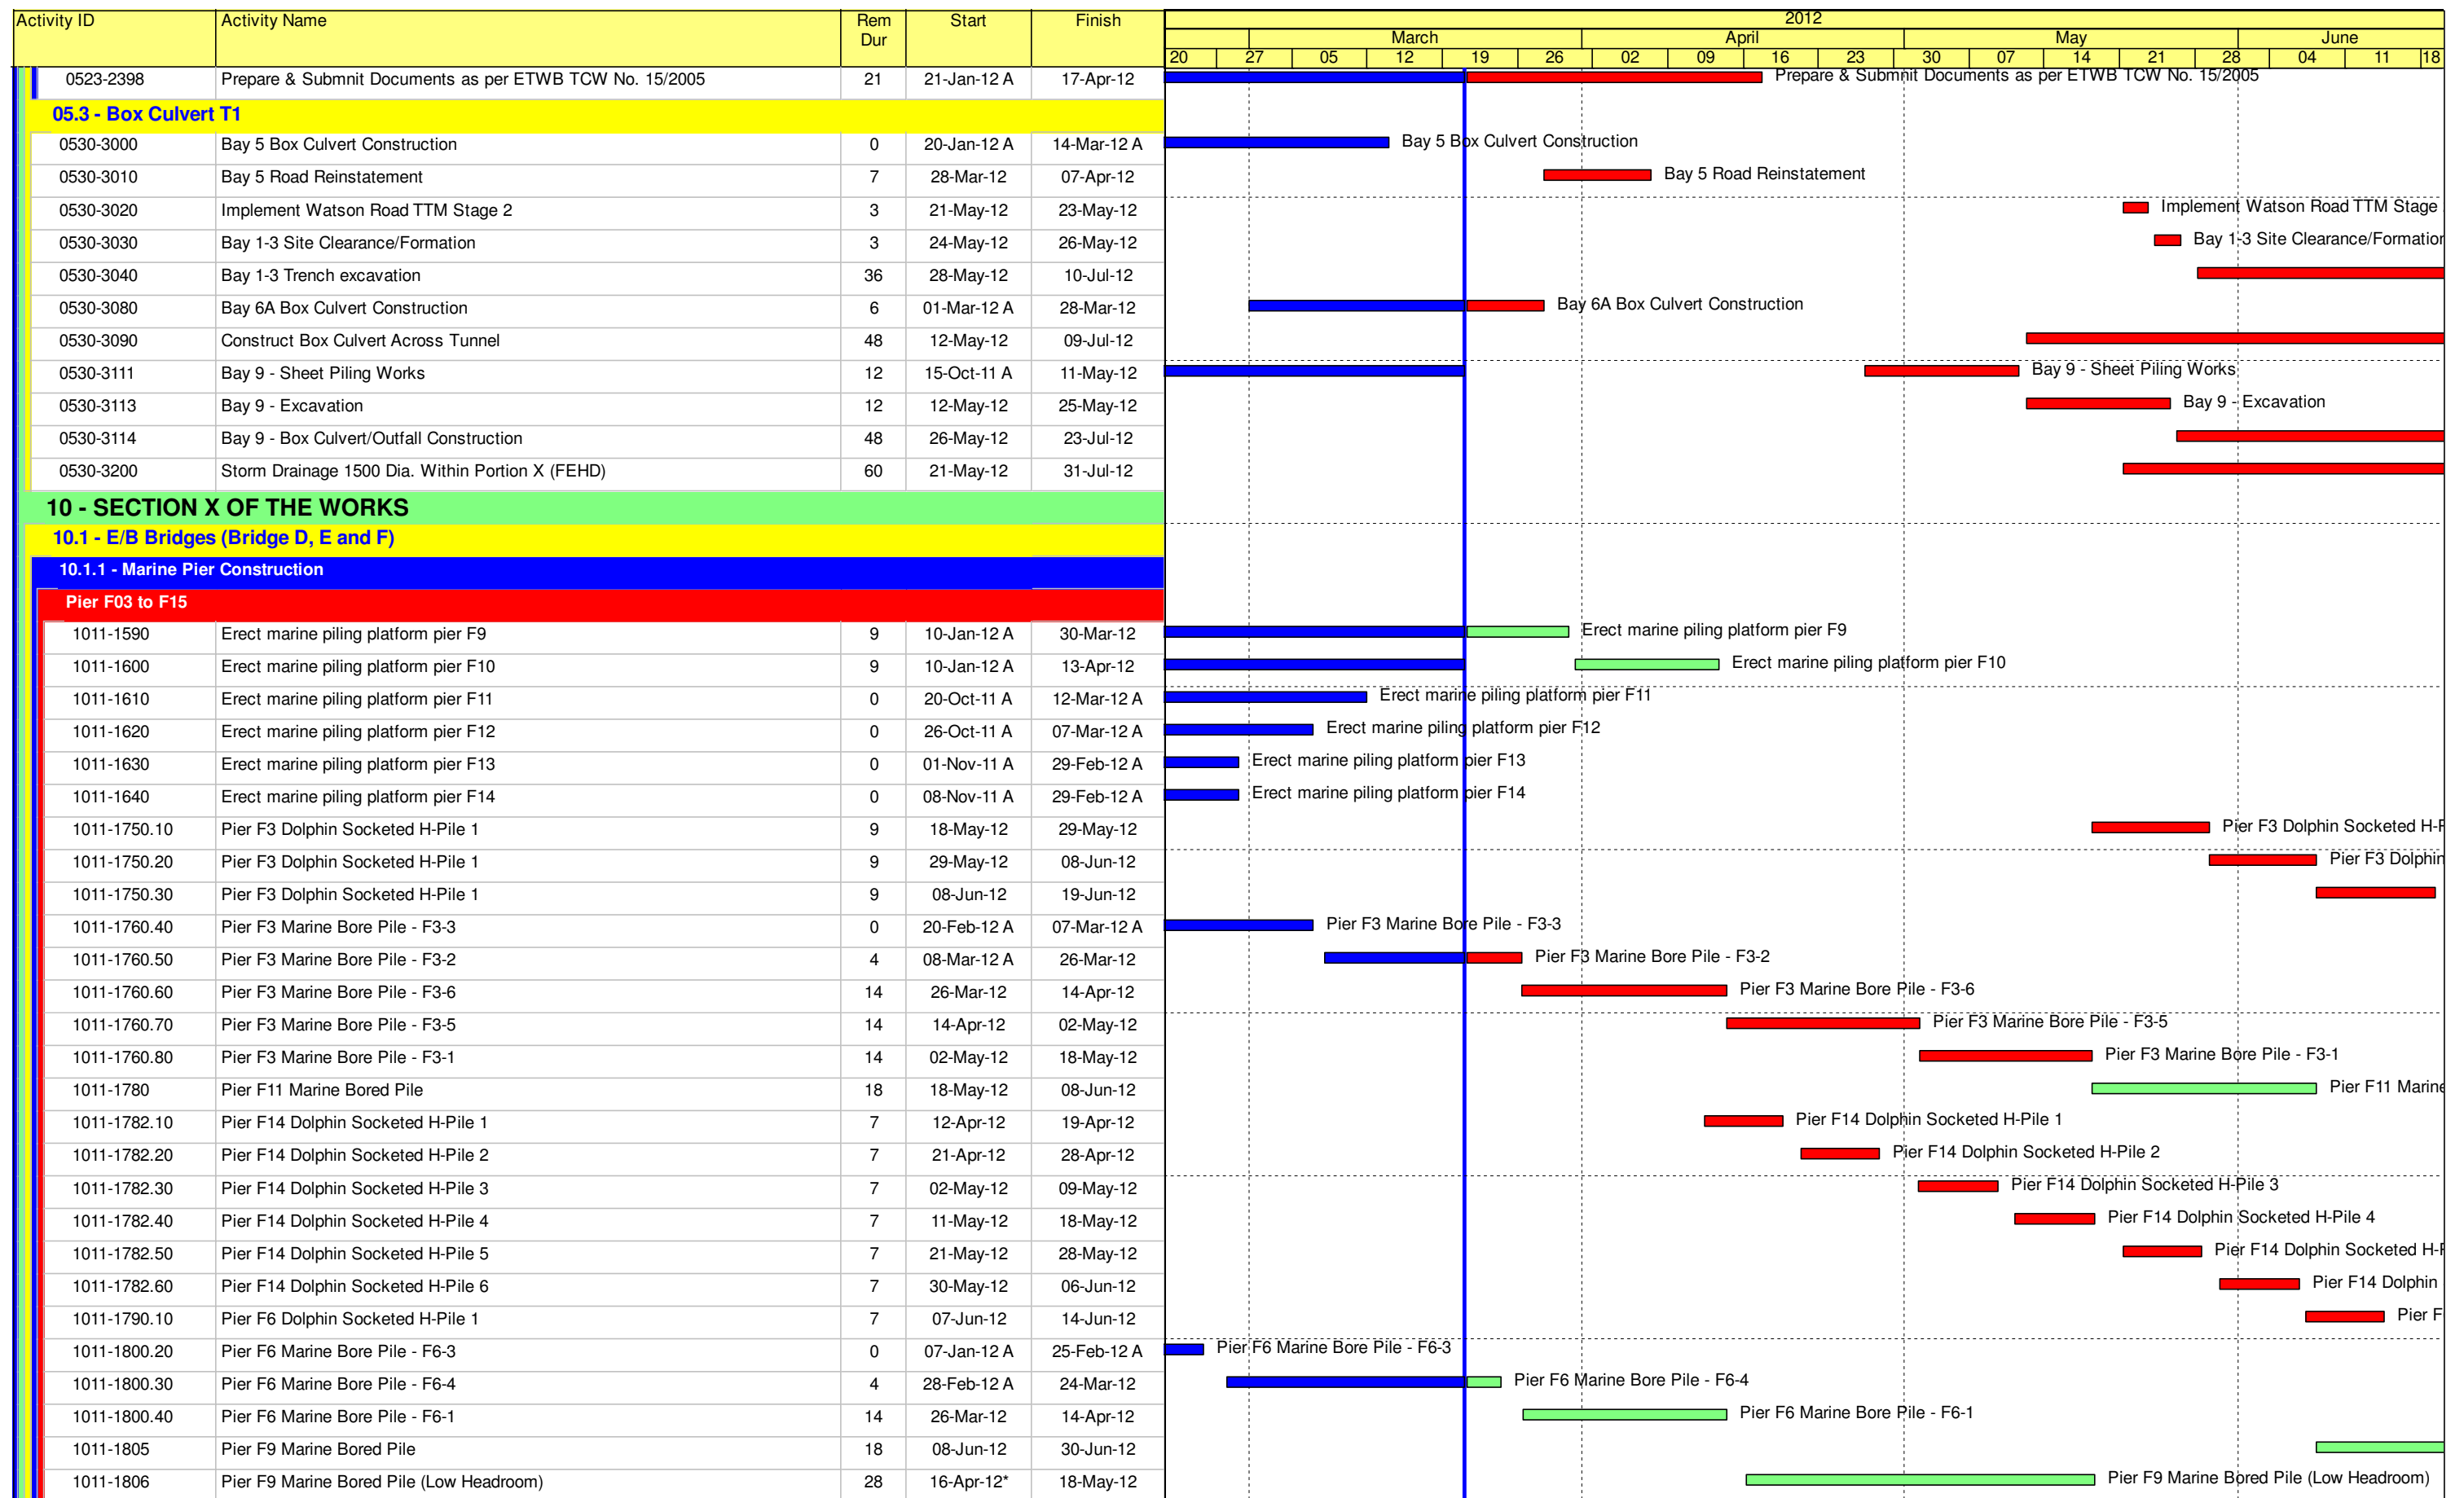 Activity ID Activity Name Rem Dur Start Finish 2012
March April May June
20 27 05 12 19 26 02 09 16 23 30 07 14 21 28 04 11 18
0523-2398 Prepare & Submnit Documents as per ETWB TCW No. 15/2005 21 21-Jan-12 A 17-Apr-12 Prepare & Submnit Documents as per ETWB TCW No. 15/2005
05.3 - Box Culvert T1
0530-3000 Bay 5 Box Culvert Construction 0 20-Jan-12 A 14-Mar-12 A Bay 5 Box Culvert Construction
0530-3010 Bay 5 Road Reinstatement 7 28-Mar-12 07-Apr-12 Bay 5 Road Reinstatement
0530-3020 Implement Watson Road TTM Stage 2 3 21-May-12 23-May-12 Implement Watson Road TTM Stage
0530-3030 Bay 1-3 Site Clearance/Formation 3 24-May-12 26-May-12 Bay 1-3 Site Clearance/Formation
0530-3040 Bay 1-3 Trench excavation 36 28-May-12 10-Jul-12
0530-3080 Bay 6A Box Culvert Construction 6 01-Mar-12 A 28-Mar-12 Bay 6A Box Culvert Construction
0530-3090 Construct Box Culvert Across Tunnel 48 12-May-12 09-Jul-12
0530-3111 Bay 9 - Sheet Piling Works 12 15-Oct-11 A 11-May-12 Bay 9 - Sheet Piling Works
0530-3113 Bay 9 - Excavation 12 12-May-12 25-May-12 Bay 9 - Excavation
0530-3114 Bay 9 - Box Culvert/Outfall Construction 48 26-May-12 23-Jul-12
0530-3200 Storm Drainage 1500 Dia. Within Portion X (FEHD) 60 21-May-12 31-Jul-12
10 - SECTION X OF THE WORKS
10.1 - E/B Bridges (Bridge D, E and F)
10.1.1 - Marine Pier Construction
Pier F03 to F15
1011-1590 Erect marine piling platform pier F9 9 10-Jan-12 A 30-Mar-12 Erect marine piling platform pier F9
1011-1600 Erect marine piling platform pier F10 9 10-Jan-12 A 13-Apr-12 Erect marine piling platform pier F10
1011-1610 Erect marine piling platform pier F11 0 20-Oct-11 A 12-Mar-12 A Erect marine piling platform pier F11
1011-1620 Erect marine piling platform pier F12 0 26-Oct-11 A 07-Mar-12 A Erect marine piling platform pier F12
1011-1630 Erect marine piling platform pier F13 0 01-Nov-11 A 29-Feb-12 A Erect marine piling platform pier F13
1011-1640 Erect marine piling platform pier F14 0 08-Nov-11 A 29-Feb-12 A Erect marine piling platform pier F14
1011-1750.10 Pier F3 Dolphin Socketed H-Pile 1 9 18-May-12 29-May-12 Pier F3 Dolphin Socketed
1011-1750.20 Pier F3 Dolphin Socketed H-Pile 1 9 29-May-12 08-Jun-12 Pier F3 Dolphin
1011-1750.30 Pier F3 Dolphin Socketed H-Pile 1 9 08-Jun-12 19-Jun-12
1011-1760.40 Pier F3 Marine Bore Pile - F3-3 0 20-Feb-12 A 07-Mar-12 A Pier F3 Marine Bore Pile - F3-3
1011-1760.50 Pier F3 Marine Bore Pile - F3-2 4 08-Mar-12 A 26-Mar-12 Pier F3 Marine Bore Pile - F3-2
1011-1760.60 Pier F3 Marine Bore Pile - F3-6 14 26-Mar-12 14-Apr-12 Pier F3 Marine Bore Pile - F3-6
1011-1760.70 Pier F3 Marine Bore Pile - F3-5 14 14-Apr-12 02-May-12 Pier F3 Marine Bore Pile - F3-5
1011-1760.80 Pier F3 Marine Bore Pile - F3-1 14 02-May-12 18-May-12 Pier F3 Marine Bore Pile - F3-1
1011-1780 Pier F11 Marine Bored Pile 18 18-May-12 08-Jun-12 Pier F11 Marine
1011-1782.10 Pier F14 Dolphin Socketed H-Pile 1 7 12-Apr-12 19-Apr-12 Pier F14 Dolphin Socketed H-Pile 1
1011-1782.20 Pier F14 Dolphin Socketed H-Pile 2 7 21-Apr-12 28-Apr-12 Pier F14 Dolphin Socketed H-Pile 2
1011-1782.30 Pier F14 Dolphin Socketed H-Pile 3 7 02-May-12 09-May-12 Pier F14 Dolphin Socketed H-Pile 3
1011-1782.40 Pier F14 Dolphin Socketed H-Pile 4 7 11-May-12 18-May-12 Pier F14 Dolphin Socketed H-Pile 4
1011-1782.50 Pier F14 Dolphin Socketed H-Pile 5 7 21-May-12 28-May-12 Pier F14 Dolphin Socketed
1011-1782.60 Pier F14 Dolphin Socketed H-Pile 6 7 30-May-12 06-Jun-12 Pier F14 Dolphin
1011-1790.10 Pier F6 Dolphin Socketed H-Pile 1 7 07-Jun-12 14-Jun-12 Pier F
1011-1800.20 Pier F6 Marine Bore Pile - F6-3 0 07-Jan-12 A 25-Feb-12 A Pier F6 Marine Bore Pile - F6-3
1011-1800.30 Pier F6 Marine Bore Pile - F6-4 4 28-Feb-12 A 24-Mar-12 Pier F6 Marine Bore Pile - F6-4
1011-1800.40 Pier F6 Marine Bore Pile - F6-1 14 26-Mar-12 14-Apr-12 Pier F6 Marine Bore Pile - F6-1
1011-1805 Pier F9 Marine Bored Pile 18 08-Jun-12 30-Jun-12
1011-1806 Pier F9 Marine Bored Pile (Low Headroom) 28 16-Apr-12* 18-May-12 Pier F9 Marine Bored Pile (Low Headroom)